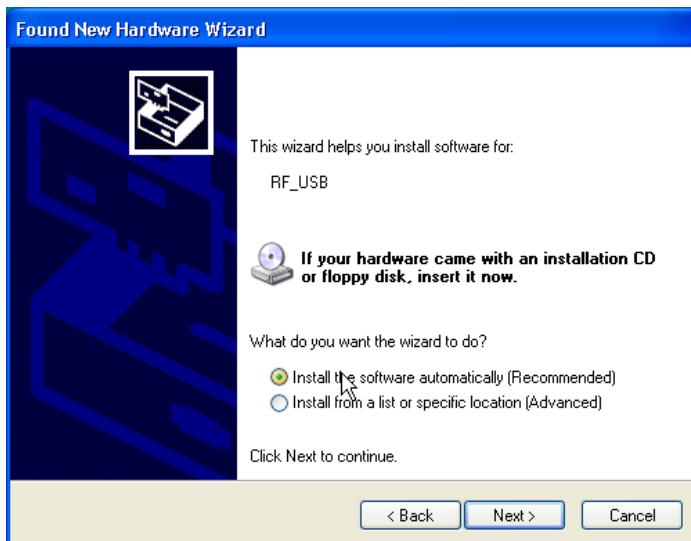 Found New Hardware Wizard
This wizard helps you install software for:
RF_USB
If your hardware came with an installation CD
or floppy disk, insert it now.
What do you want the wizard to do?
Install the software automatically (Recommended)
Install from a list or specific location (Advanced)
Click Next to continue.
< Back
Next >
Cancel